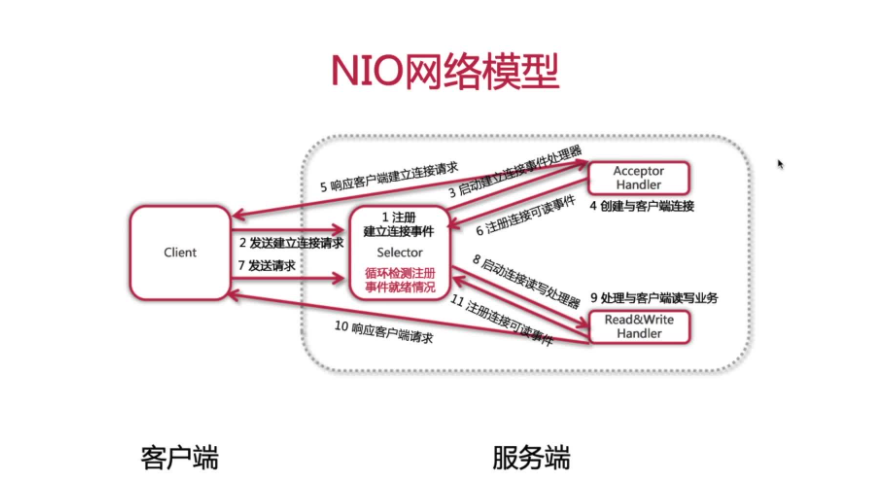 NIO网络模型
5 响应客户端建立连接请求
3 启动建立连接事件处理器
Acceptor
Handler
4 创建与客户端连接
6 注册连接可读事件
1 注册
建立连接事件
Selector
循环检测注册
事件就绪情况
Client
2 发送建立连接请求
7 发送请求
8 启动连接读写处理器
9 处理与客户端读写业务
Read&Write
Handler
11 注册连接可读事件
10 响应客户端请求
客户端
服务端